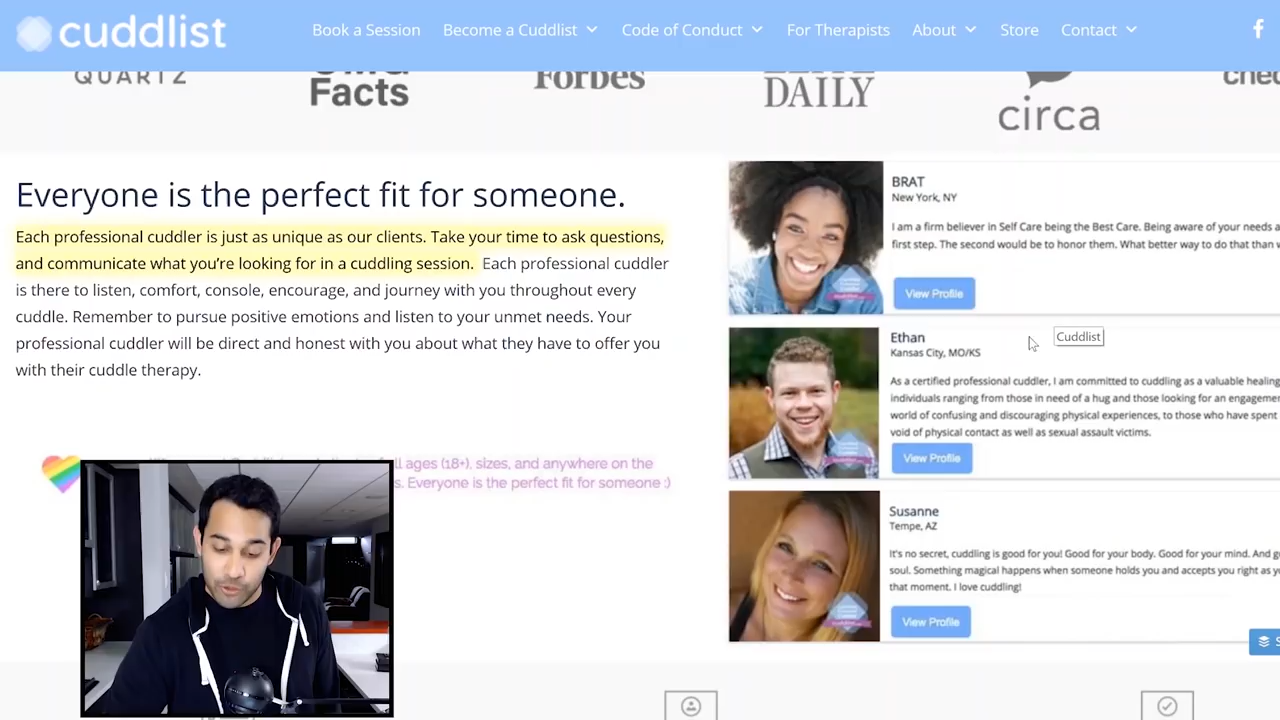 cuddlist
Book a Session
Become a Cuddlist
Code of Conduct
For Therapists
About
Store
Contact
f
QUARTZ
Facts
Forbes
DAILY
circa
Everyone is the perfect fit for someone.
Each professional cuddler is just as unique as our clients. Take your time to ask questions,
and communicate what you're looking for in a cuddling session. Each professional cuddler
is there to listen, comfort, console, encourage, and journey with you throughout every
cuddle. Remember to pursue positive emotions and listen to your unmet needs. Your
professional cuddler will be direct and honest with you about what they have to offer you
with their cuddle therapy.
ages (18+), sizes, and anywhere on the
Everyone is the perfect fit for someone :)
BRAT
New York, NY
I am a firm believer in Self Care being the Best Care. Being aware of your needs a
first step. The second would be to honor them. What better way to do that than
View Profile
Ethan
Kansas City, MO/KS
Cuddlist
As a certified professional cuddler, I am committed to cuddling as a valuable healing
individuals ranging from those in need of a hug and those looking for an engagemen
world of confusing and discouraging physical experiences, to those who have spent
void of physical contact as well as sexual assault victims.
View Profile
Susanne
Tempe, AZ
It's no secret, cuddling is good for you! Good for your body. Good for your mind. And go
soul. Something magical happens when someone holds you and accepts you right as y
that moment. I love cuddling!
View Profile